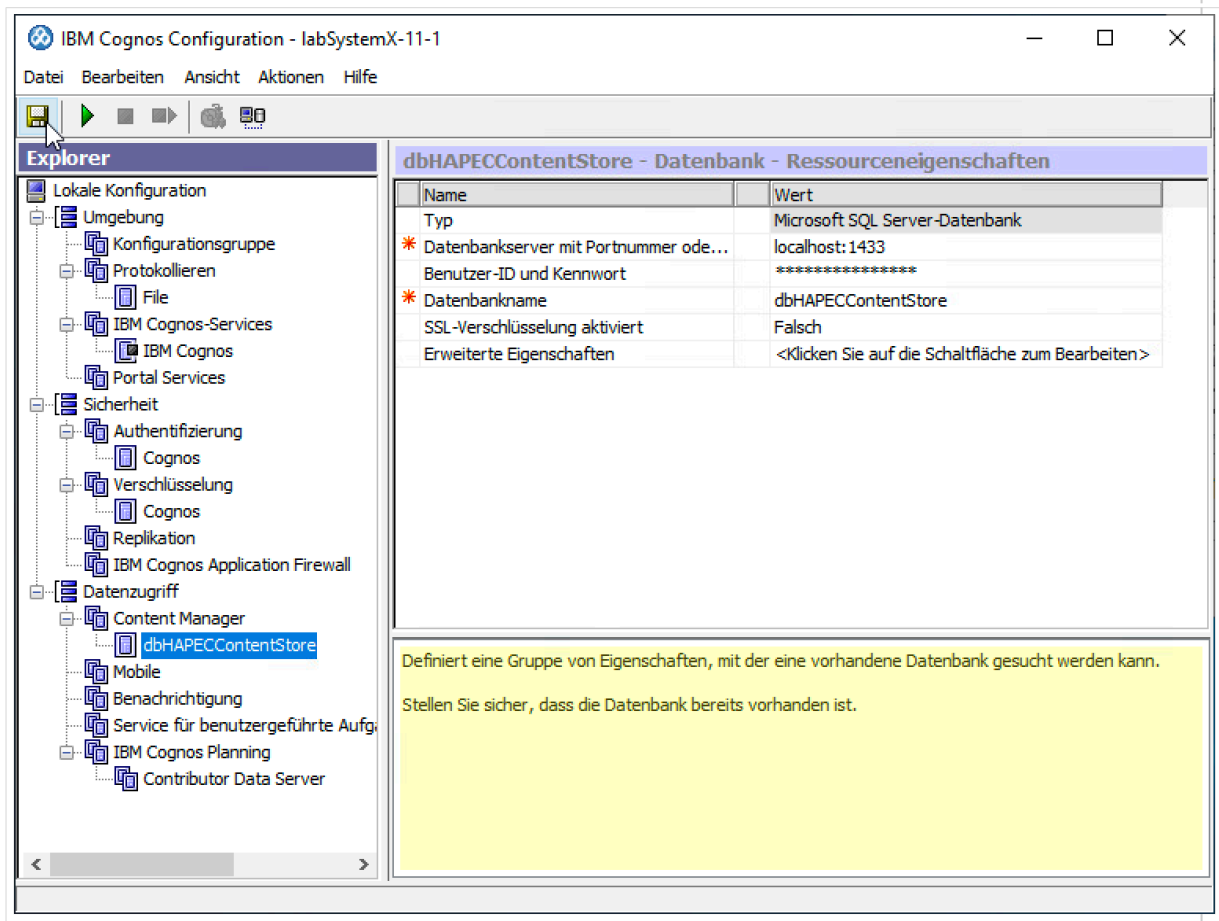 IBM Cognos Configuration - labSystemX-11-1
Datei Bearbeiten Ansicht Aktionen Hilfe
Explorer
Lokale Konfiguration
Umgebung
Konfigurationsgruppe
Protokollieren
File
IBM Cognos-Services
IBM Cognos
Portal Services
Sicherheit
Authentifizierung
Cognos
Verschlüsselung
Cognos
Replikation
IBM Cognos Application Firewall
Datenzugriff
Content Manager
dbHAPECContentStore
Mobile
Benachrichtigung
Service für benutzergeführte Aufg
IBM Cognos Planning
Contributor Data Server
dbHAPECContentStore - Datenbank - Ressourceneigenschaften
Name Wert
Typ Microsoft SQL Server-Datenbank
* Datenbankserver mit Portnummer ode... localhost:1433
Benutzer-ID und Kennwort ***************
* Datenbankname dbHAPECContentStore
SSL-Verschlüsselung aktiviert Falsch
Erweiterte Eigenschaften <Klicken Sie auf die Schaltfläche zum Bearbeiten>
Definiert eine Gruppe von Eigenschaften, mit der eine vorhandene Datenbank gesucht werden kann.
Stellen Sie sicher, dass die Datenbank bereits vorhanden ist.